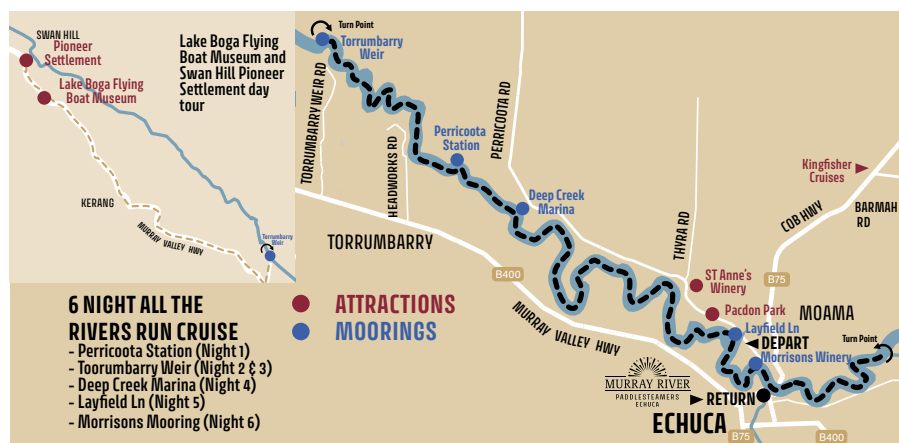 SWAN HILL
Pioneer
Settlement
Lake Boga Flying
Boat Museum
Lake Boga Flying
Boat Museum and
Swan Hill Pioneer
Settlement day
tour
KERANG
MURRAY VALLEY HWY
Torrumbarry
Weir
Turn Point
Torrumbarry
Weir
TORRUMBARRY WEIR RD
HEADWORKS RD
PERRICOOTA RD
Perricoota
Station
Deep Creek
Marina
TORRUMBARRY
B400
MURRAY VALLEY HWY
THYRA RD
Kingfisher
Cruises
COB HWY
BARMAH
RD
B75
ST Anne's
Winery
Pacdon Park
MOAMA
Layfield Ln
DEPART
Morrisons Winery
Turn Point
MURRAY RIVER
PADDLESTEAMERS
ECHUCA
RETURN
ECHUCA
B75
B400
6 NIGHT ALL THE
RIVERS RUN CRUISE
- Perricoota Station (Night 1)
- Toorumbarry Weir (Night 2 & 3)
- Deep Creek Marina (Night 4)
- Layfield Ln (Night 5)
- Morrisons Mooring (Night 6)
ATTRACTIONS
MOORINGS